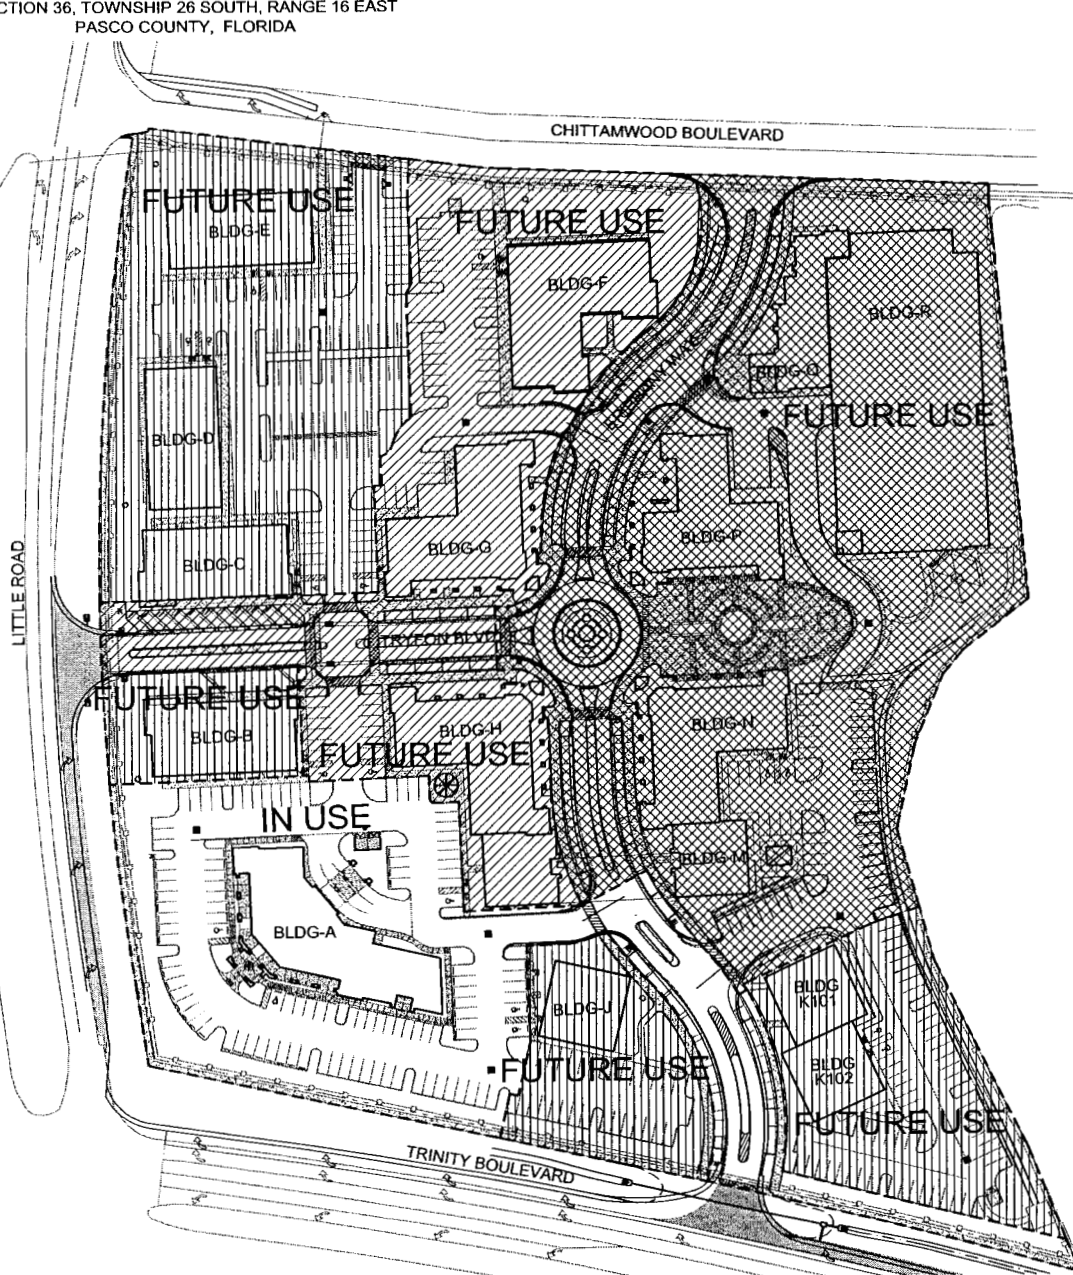 CTION 36, TOWNSHIP 26 SOUTH, RANGE 16 EAST
PASCO COUNTY, FLORIDA
CHITTAMWOOD BOULEVARD
FUTURE USE
BLDG-E
FUTURE USE
BLDG-F
BLDG-R
BLDG-Q
FUTURE USE
BLDG-D
BLDG-G
BLDG-P
BLDG-C
LITTLE ROAD
TRYFON BLVD
FUTURE USE
BLDG-B
BLDG-H
FUTURE USE
BLDG-N
IN USE
BLDG-M
BLDG-A
BLDG-J
BLDG
K101
BLDG
K102
FUTURE USE
FUTURE USE
TRINITY BOULEVARD